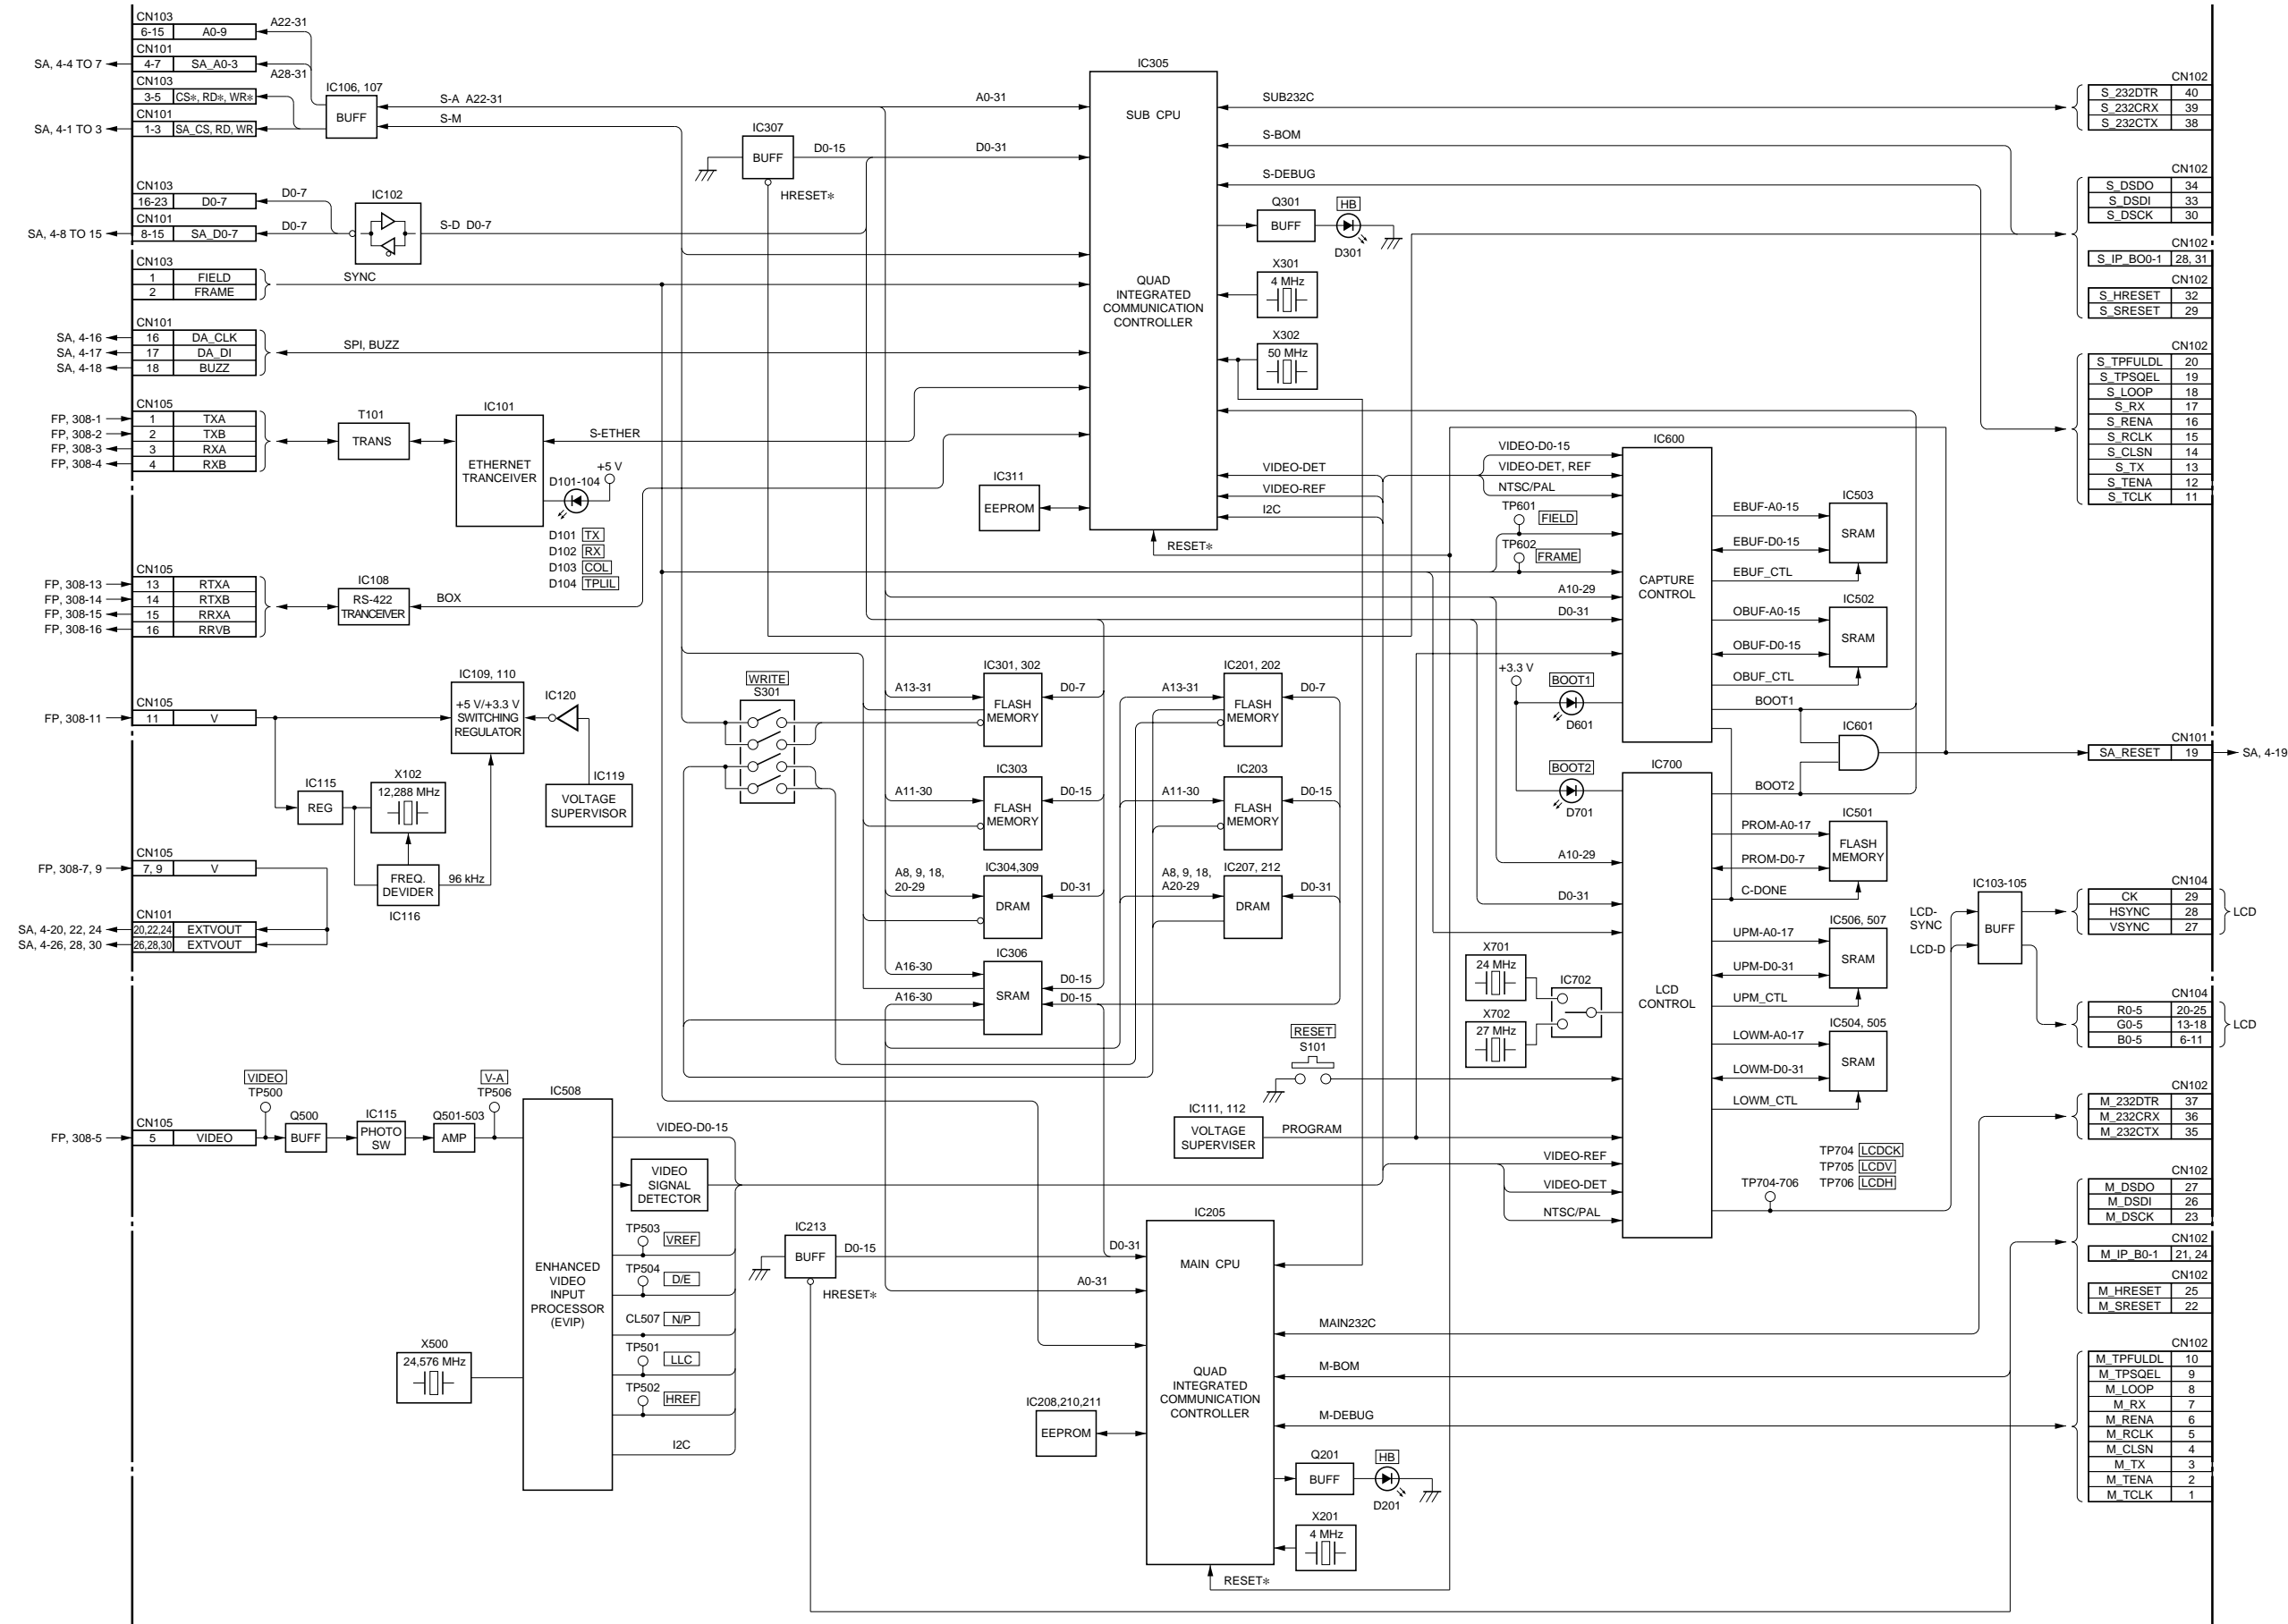 CN103
6-15 A0-9
A22-31
CN101
SA, 4-4 TO 7
4-7 SA_A0-3
A28-31
CN103
3-5 CS∗, RD∗, WR∗
CN101
SA, 4-1 TO 3
1-3 SA_CS, RD, WR
IC106, 107
BUFF
S-A A22-31
S-M
A0-31
IC307
BUFF
D0-15
D0-31
HRESET∗
CN103
16-23 D0-7
D0-7
CN101
SA, 4-8 TO 15
8-15 SA_D0-7
D0-7
IC102
S-D D0-7
CN103
1 FIELD
2 FRAME
SYNC
CN101
SA, 4-16
16 DA_CLK
SA, 4-17
17 DA_DI
SA, 4-18
18 BUZZ
SPI, BUZZ
CN105
FP, 308-1
1 TXA
FP, 308-2
2 TXB
FP, 308-3
3 RXA
FP, 308-4
4 RXB
T101
TRANS
IC101
ETHERNET
TRANCEIVER
S-ETHER
+5 V
D101-104
D101 TX
D102 RX
D103 COL
D104 TPLIL
CN105
FP, 308-13
13 RTXA
FP, 308-14
14 RTXB
FP, 308-15
15 RRXA
FP, 308-16
16 RRVB
IC108
RS-422
TRANCEIVER
BOX
CN105
FP, 308-11
11 V
IC109, 110
+5 V/+3.3 V
SWITCHING
REGULATOR
IC120
IC119
VOLTAGE
SUPERVISOR
IC115
REG
X102
12,288 MHz
FREQ.
DEVIDER
IC116
96 kHz
CN105
FP, 308-7, 9
7, 9 V
CN101
SA, 4-20, 22, 24
20,22,24 EXTVOUT
SA, 4-26, 28, 30
26,28,30 EXTVOUT
CN105
FP, 308-5
5 VIDEO
VIDEO
TP500
Q500
BUFF
IC115
PHOTO
SW
Q501-503
AMP
V-A
TP506
IC508
ENHANCED
VIDEO
INPUT
PROCESSOR
(EVIP)
X500
24,576 MHz
VIDEO-D0-15
VIDEO
SIGNAL
DETECTOR
TP503
VREF
TP504
D/E
CL507 N/P
TP501
LLC
TP502
HREF
I2C
IC305
SUB CPU
QUAD
INTEGRATED
COMMUNICATION
CONTROLLER
SUB232C
S-BOM
S-DEBUG
Q301
BUFF
HB
D301
X301
4 MHz
X302
50 MHz
IC311
EEPROM
VIDEO-DET
VIDEO-REF
I2C
RESET∗
WRITE
S301
IC301, 302
FLASH
MEMORY
A13-31
D0-7
IC303
FLASH
MEMORY
A11-30
D0-15
IC304,309
DRAM
A8, 9, 18,
20-29
D0-31
IC306
SRAM
A16-30
D0-15
A16-30
D0-15
IC201, 202
FLASH
MEMORY
A13-31
D0-7
IC203
FLASH
MEMORY
A11-30
D0-15
IC207, 212
DRAM
A8, 9, 18,
A20-29
D0-31
IC600
CAPTURE
CONTROL
VIDEO-D0-15
VIDEO-DET, REF
NTSC/PAL
TP601
FIELD
TP602
FRAME
A10-29
D0-31
+3.3 V
BOOT1
D601
BOOT2
D701
EBUF-A0-15
EBUF-D0-15
EBUF_CTL
IC503
SRAM
OBUF-A0-15
OBUF-D0-15
OBUF_CTL
IC502
SRAM
BOOT1
IC601
BOOT2
IC700
LCD
CONTROL
A10-29
D0-31
PROM-A0-17
PROM-D0-7
C-DONE
IC501
FLASH
MEMORY
UPM-A0-17
UPM-D0-31
UPM_CTL
IC506, 507
SRAM
LOWM-A0-17
LOWM-D0-31
LOWM_CTL
IC504, 505
SRAM
X701
24 MHz
IC702
X702
27 MHz
RESET
S101
IC111, 112
VOLTAGE
SUPERVISER
PROGRAM
VIDEO-REF
VIDEO-DET
NTSC/PAL
TP704-706
TP704 LCDCK
TP705 LCDV
TP706 LCDH
LCD-
SYNC
LCD-D
IC103-105
BUFF
IC213
BUFF
D0-15
D0-31
HRESET∗
A0-31
IC205
MAIN CPU
QUAD
INTEGRATED
COMMUNICATION
CONTROLLER
IC208,210,211
EEPROM
MAIN232C
M-BOM
M-DEBUG
Q201
BUFF
HB
D201
X201
4 MHz
RESET∗
CN102
S_232DTR 40
S_232CRX 39
S_232CTX 38
CN102
S_DSDO 34
S_DSDI 33
S_DSCK 30
CN102
S_IP_BO0-1 28, 31
CN102
S_HRESET 32
S_SRESET 29
CN102
S_TPFULDL 20
S_TPSQEL 19
S_LOOP 18
S_RX 17
S_RENA 16
S_RCLK 15
S_CLSN 14
S_TX 13
S_TENA 12
S_TCLK 11
CN101
SA_RESET 19
SA, 4-19
CN104
CK 29
HSYNC 28
VSYNC 27
LCD
CN104
R0-5 20-25
G0-5 13-18
B0-5 6-11
LCD
CN102
M_232DTR 37
M_232CRX 36
M_232CTX 35
CN102
M_DSDO 27
M_DSDI 26
M_DSCK 23
CN102
M_IP_B0-1 21, 24
CN102
M_HRESET 25
M_SRESET 22
CN102
M_TPFULDL 10
M_TPSQEL 9
M_LOOP 8
M_RX 7
M_RENA 6
M_RCLK 5
M_CLSN 4
M_TX 3
M_TENA 2
M_TCLK 1